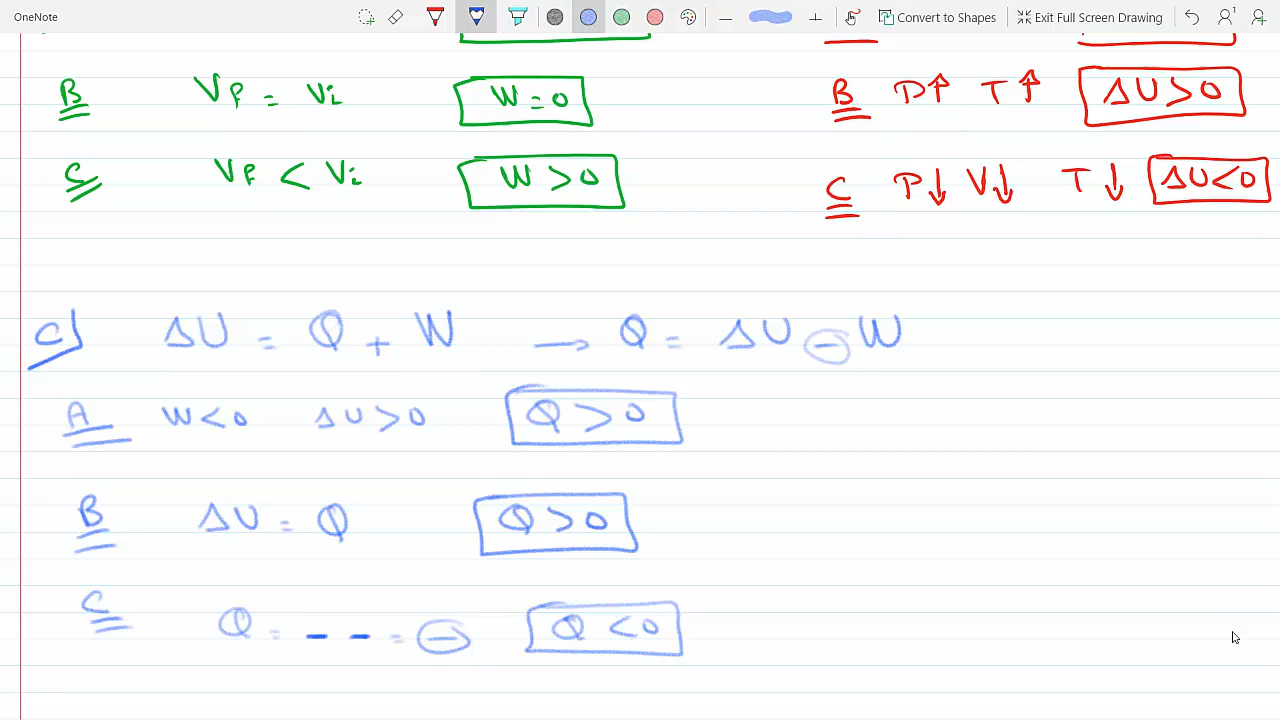 OneNote
Convert to Shapes
Exit Full Screen Drawing
B Vf = Vi W = 0
C Vf < Vi W > 0
B P↑ T↑ ΔU > 0
C P↓ V↓ T↓ ΔU < 0
C) ΔU = Q + W → Q = ΔU - W
A W < 0 ΔU > 0 Q > 0
B ΔU = Q Q > 0
C Q = - - = - Q < 0